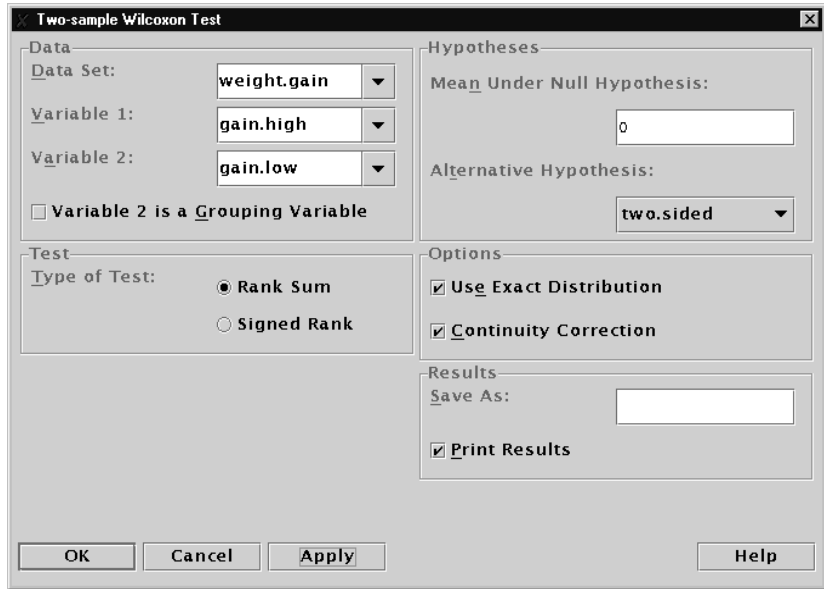 Two-sample Wilcoxon Test
Data
Data Set:
weight.gain
Variable 1:
gain.high
Variable 2:
gain.low
Variable 2 is a Grouping Variable
Test
Type of Test:
Rank Sum
Signed Rank
Hypotheses
Mean Under Null Hypothesis:
0
Alternative Hypothesis:
two.sided
Options
Use Exact Distribution
Continuity Correction
Results
Save As:
Print Results
OK
Cancel
Apply
Help